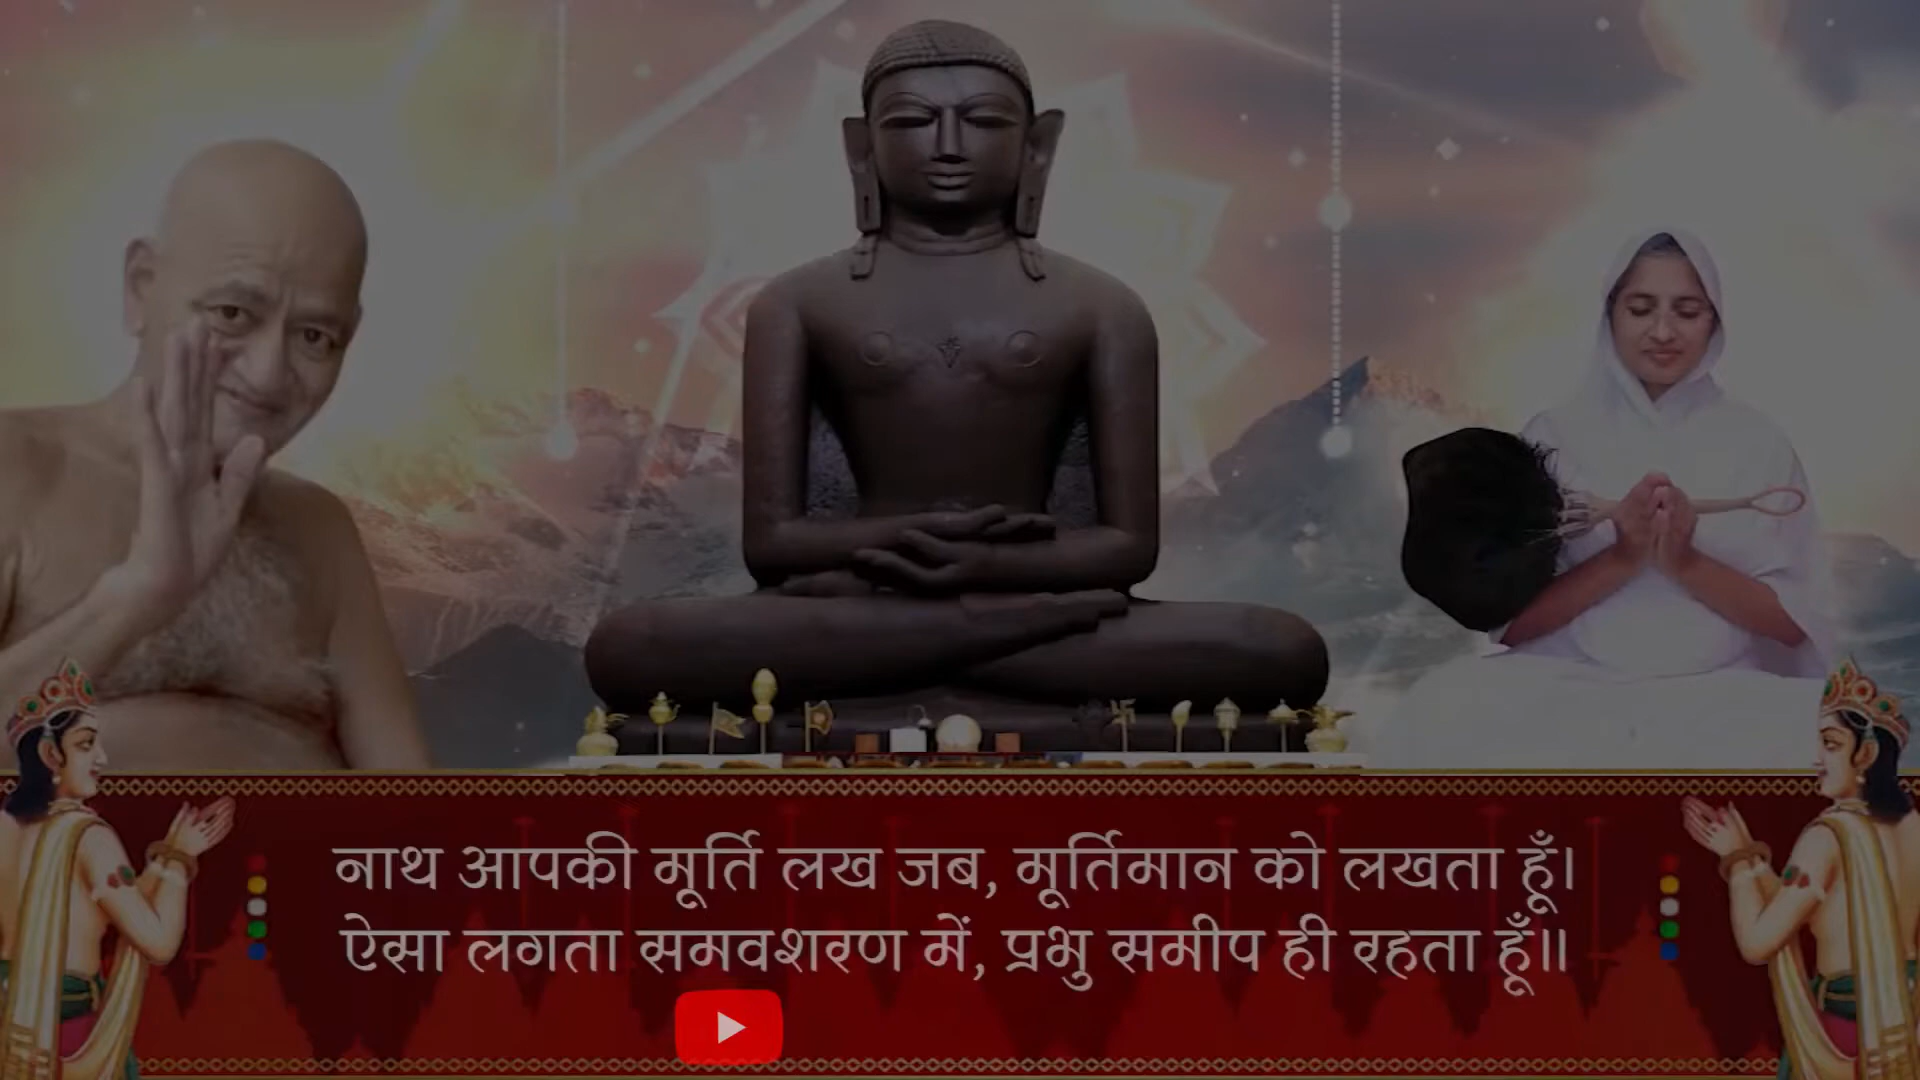 नाथ आपकी मूर्ति लख जब, मूर्तिमान को लखता हूँ।
ऐसा लगता समवशरण में, प्रभु समीप ही रहता हूँ॥